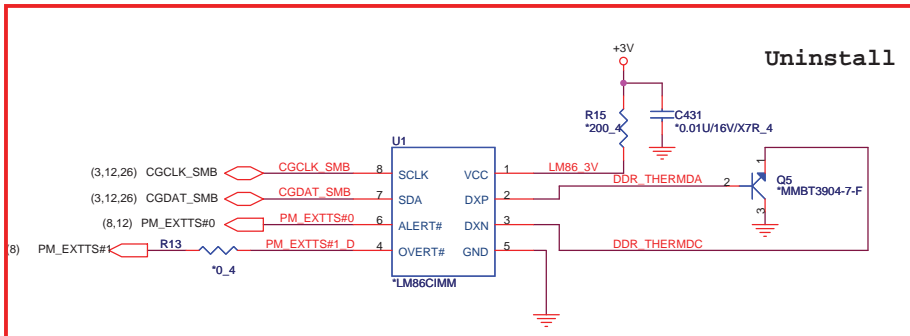 +3V
Uninstall
R15
*200_4
C431
*0.01U/16V/X7R_4
U1
(3,12,26) CGCLK_SMB CGCLK_SMB 8 SCLK VCC 1 LM86_3V
(3,12,26) CGDAT_SMB CGDAT_SMB 7 SDA DXP 2 DDR_THERMDA 2
(8,12) PM_EXTTS#0 PM_EXTTS#0 6 ALERT# DXN 3 DDR_THERMDC
8) PM_EXTTS#1 R13 PM_EXTTS#1_D 4 OVERT# GND 5
*0_4
*LM86CIMM
1
Q5
*MMBT3904-7-F
3